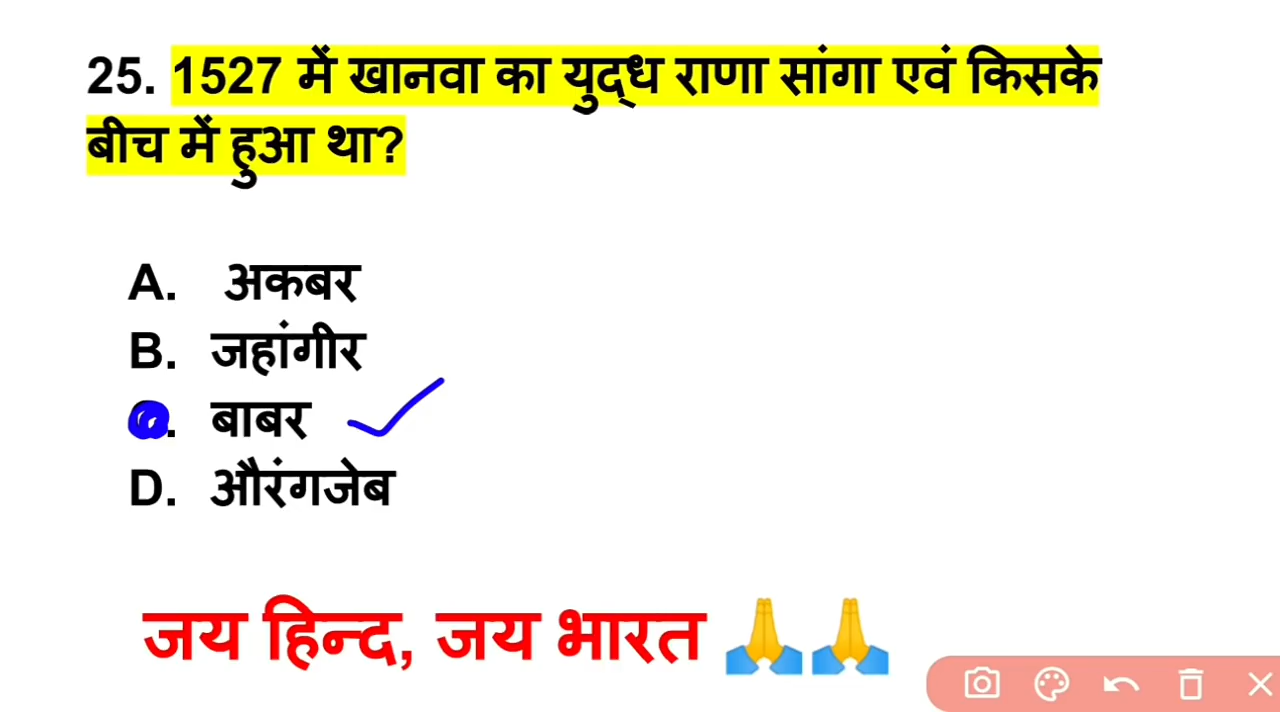 25. 1527 में खानवा का युद्ध राणा सांगा एवं किसके
बीच में हुआ था?
A. अकबर
B. जहांगीर
. बाबर
D. औरंगजेब
जय हिन्द, जय भारत 🙏🙏